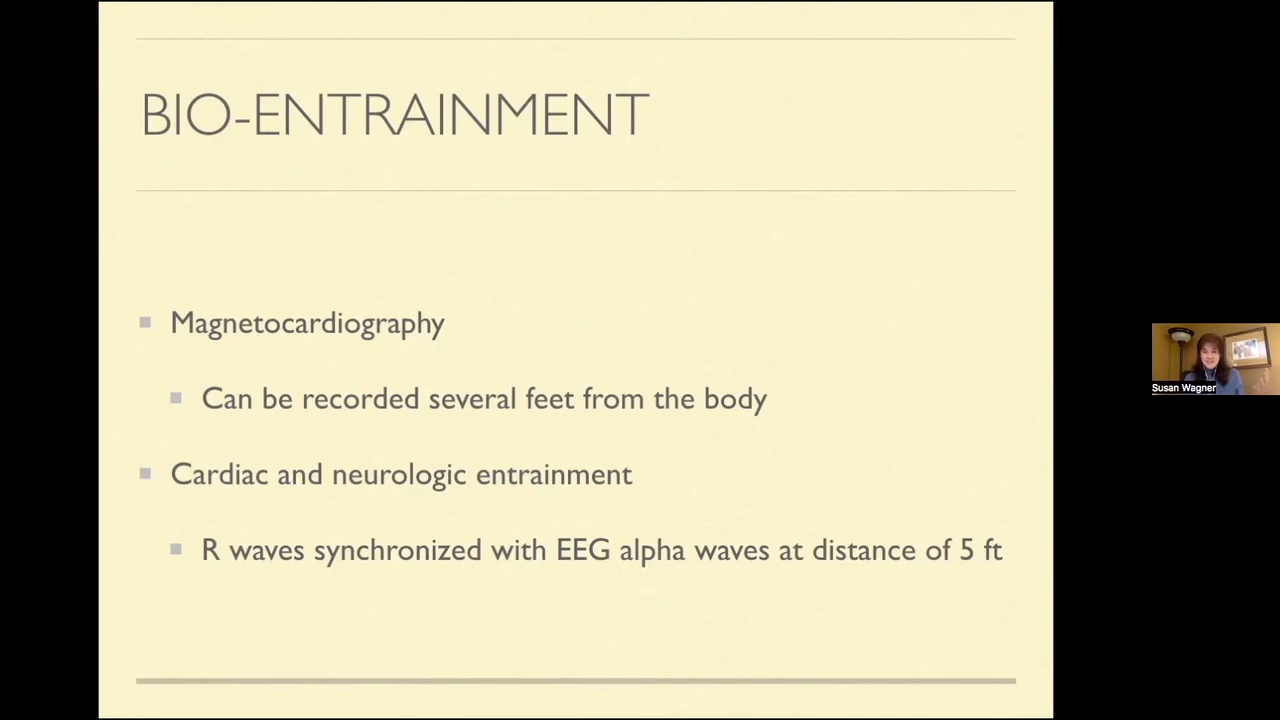 BIO-ENTRAINMENT
Magnetocardiography
Can be recorded several feet from the body
Cardiac and neurologic entrainment
R waves synchronized with EEG alpha waves at distance of 5 ft
Susan Wagner